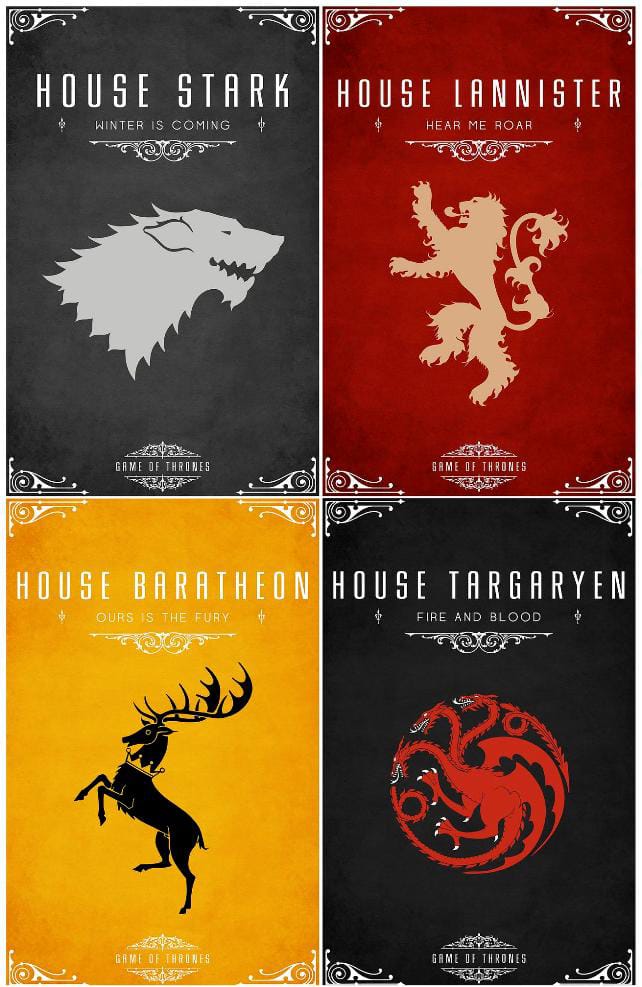 HOUSE STARK
WINTER IS COMING
GAME OF THRONES
HOUSE LANNISTER
HEAR ME ROAR
GAME OF THRONES
HOUSE BARATHEON
OURS IS THE FURY
GAME OF THRONES
HOUSE TARGARYEN
FIRE AND BLOOD
GAME OF THRONES